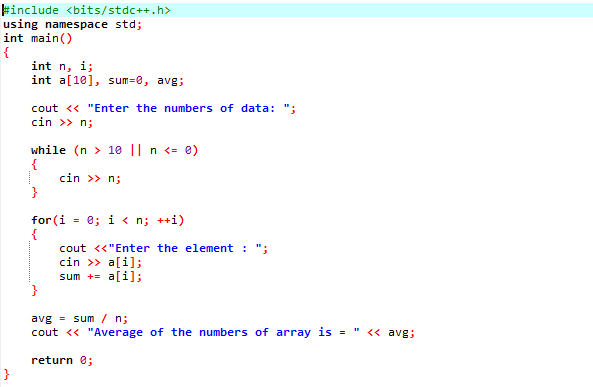 #include <bits/stdc++.h>
using namespace std;
int main()
{
int n, i;
int a[10], sum=0, avg;
cout << "Enter the numbers of data: ";
cin >> n;
while (n > 10 || n <= 0)
{
cin >> n;
}
for(i = 0; i < n; ++i)
{
cout <<"Enter the element : ";
cin >> a[i];
sum += a[i];
}
avg = sum / n;
cout << "Average of the numbers of array is = " << avg;
return 0;
}